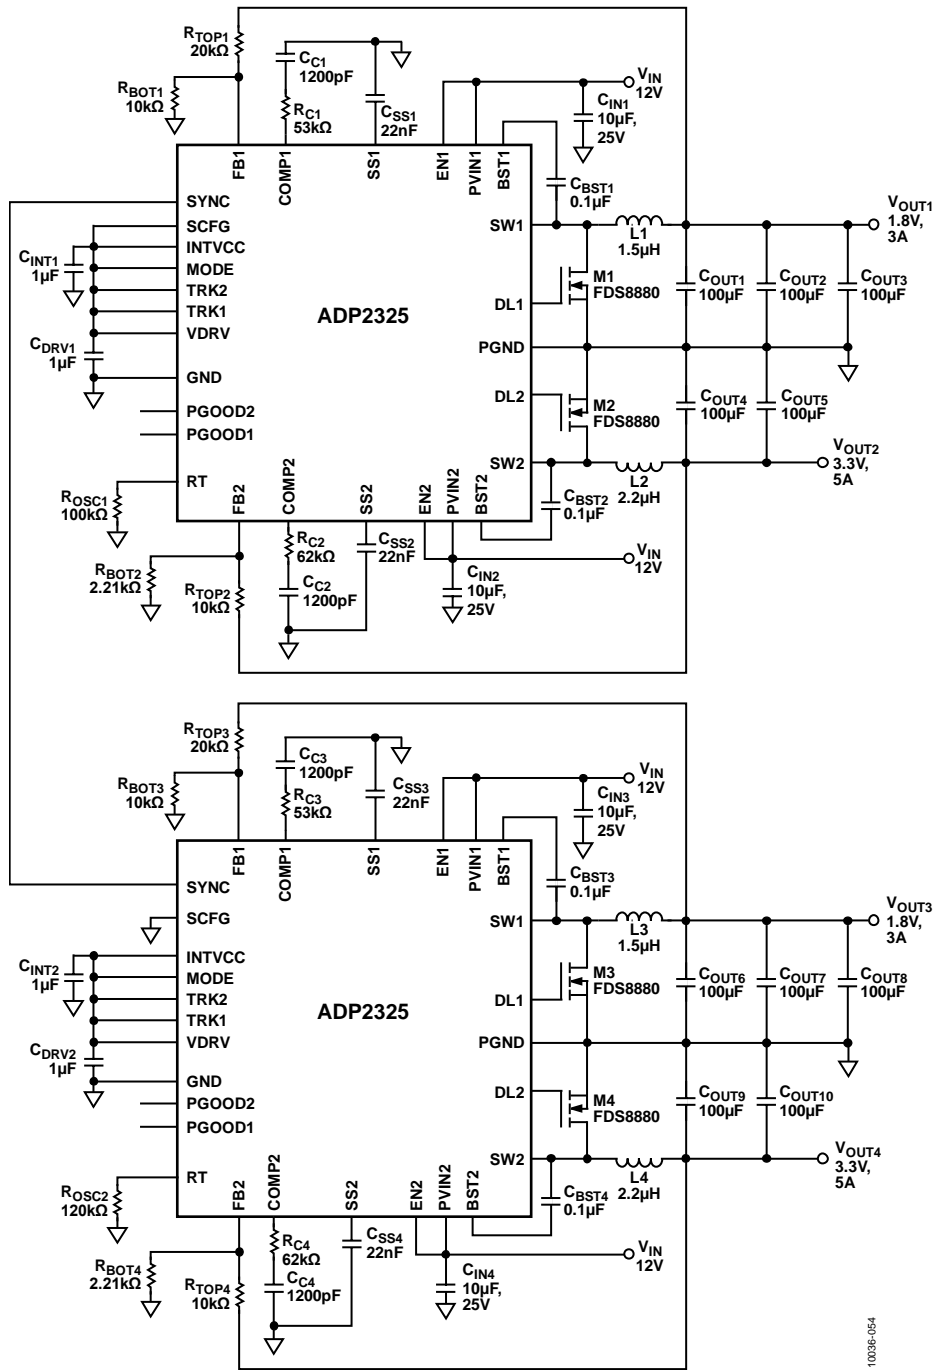 RTOP1
20kΩ
CC1
1200pF
RBOT1
10kΩ
RC1
53kΩ
CSS1
22nF
VIN
12V
CIN1
10µF,
25V
FB1
COMP1
SS1
EN1
PVIN1
BST1
CBST1
0.1µF
SYNC
SCFG
INTVCC
MODE
TRK2
TRK1
VDRV
GND
PGOOD2
PGOOD1
RT
CINT1
1µF
CDRV1
1µF
ADP2325
SW1
DL1
PGND
DL2
SW2
L1
1.5µH
M1
FDS8880
M2
FDS8880
L2
2.2µH
VOUT1
1.8V,
3A
COUT1
100µF
COUT2
100µF
COUT3
100µF
COUT4
100µF
COUT5
100µF
VOUT2
3.3V,
5A
ROSC1
100kΩ
FB2
COMP2
SS2
EN2
PVIN2
BST2
CBST2
0.1µF
RBOT2
2.21kΩ
RTOP2
10kΩ
RC2
62kΩ
CC2
1200pF
CSS2
22nF
CIN2
10µF,
25V
VIN
12V
RTOP3
20kΩ
CC3
1200pF
RBOT3
10kΩ
RC3
53kΩ
CSS3
22nF
VIN
12V
CIN3
10µF,
25V
FB1
COMP1
SS1
EN1
PVIN1
BST1
CBST3
0.1µF
SYNC
SCFG
INTVCC
MODE
TRK2
TRK1
VDRV
GND
PGOOD2
PGOOD1
RT
CINT2
1µF
CDRV2
1µF
ADP2325
SW1
DL1
PGND
DL2
SW2
L3
1.5µH
M3
FDS8880
M4
FDS8880
L4
2.2µH
VOUT3
1.8V,
3A
COUT6
100µF
COUT7
100µF
COUT8
100µF
COUT9
100µF
COUT10
100µF
VOUT4
3.3V,
5A
ROSC2
120kΩ
FB2
COMP2
SS2
EN2
PVIN2
BST2
CBST4
0.1µF
RBOT4
2.21kΩ
RTOP4
10kΩ
RC4
62kΩ
CC4
1200pF
CSS4
22nF
CIN4
10µF,
25V
VIN
12V
10036-054